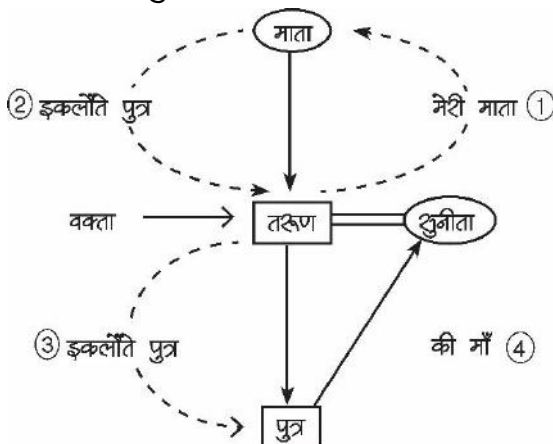 माता
② इकलौते पुत्र
मेरी माता ①
वक्ता
तरूण
सुनीता
③ इकलौते पुत्र
की माँ ④
पुत्र